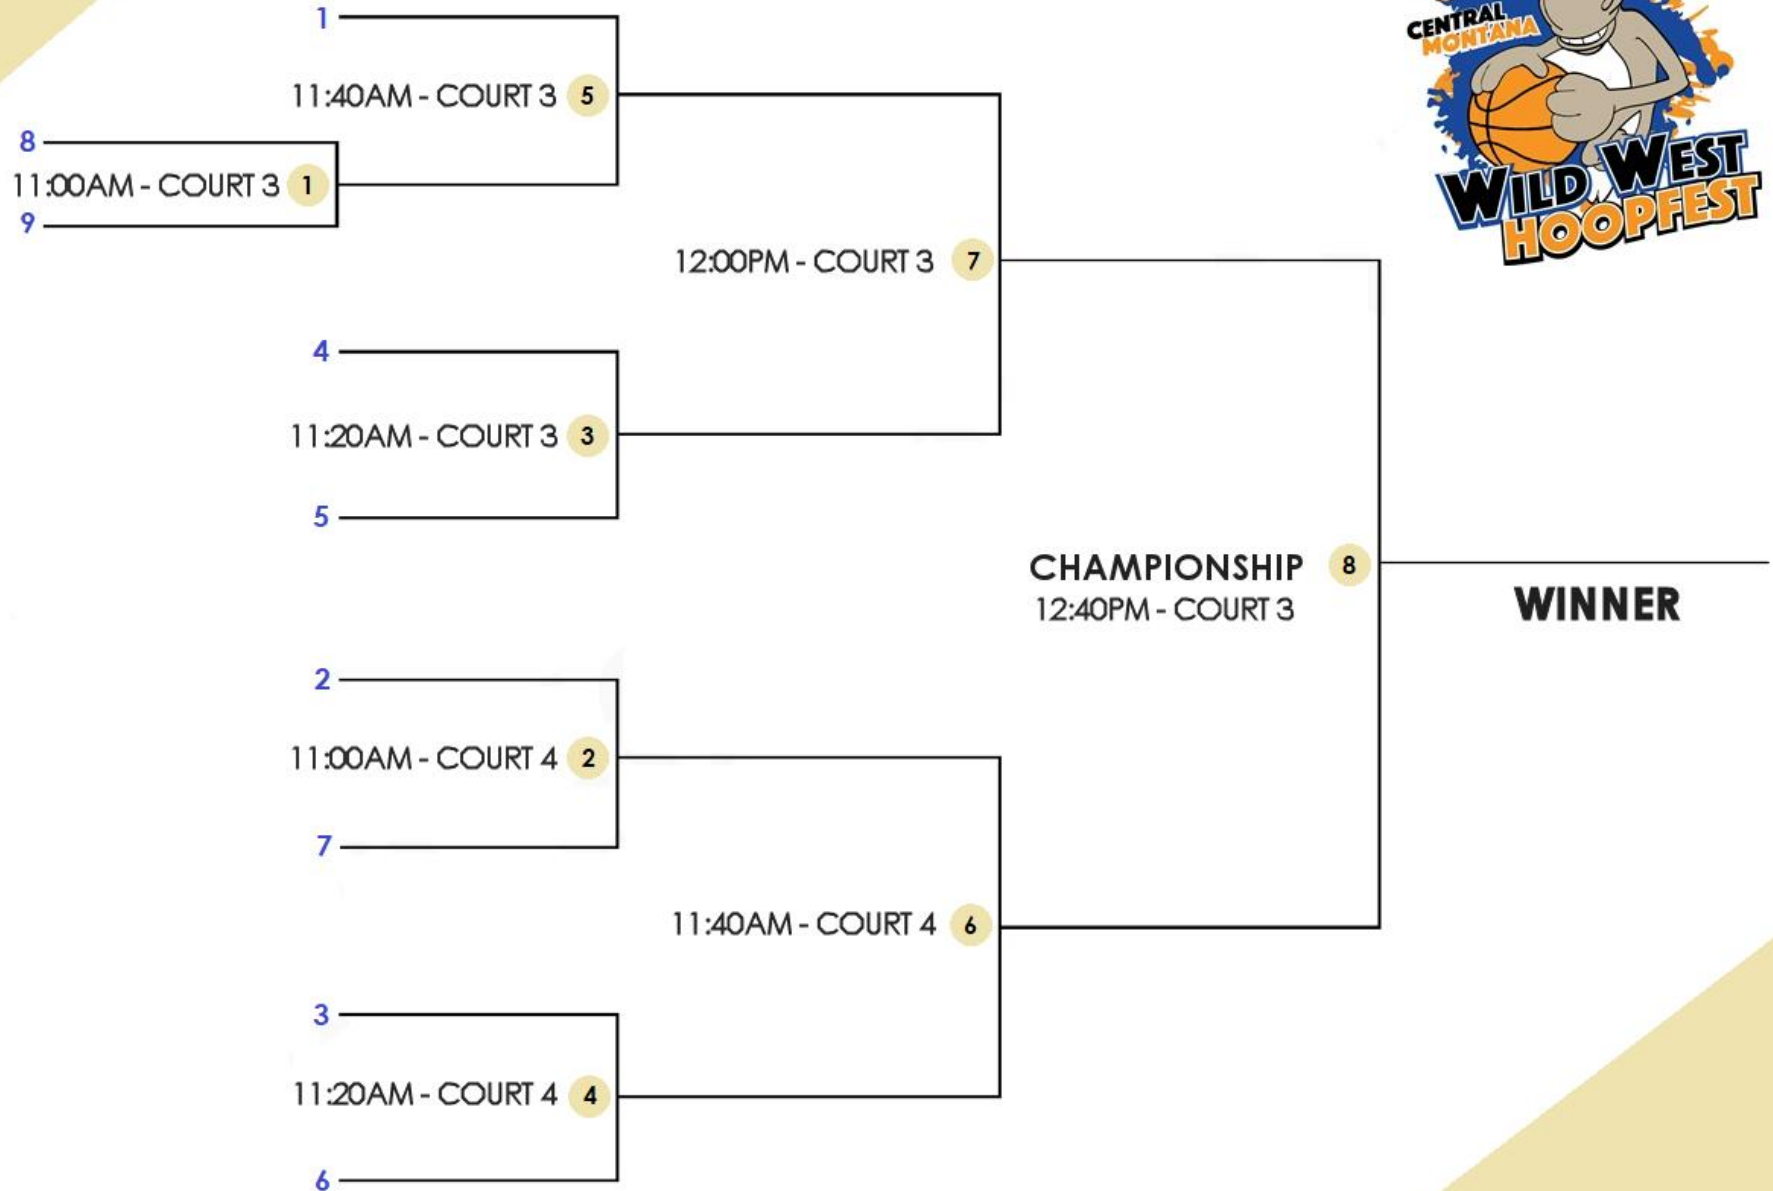 CENTRAL
MONTANA
WILD WEST
HOOPFEST
1
11:40AM - COURT 3 5
8
11:00AM - COURT 3 1
9
12:00PM - COURT 3 7
4
11:20AM - COURT 3 3
5
CHAMPIONSHIP 8
12:40PM - COURT 3
WINNER
2
11:00AM - COURT 4 2
7
11:40AM - COURT 4 6
3
11:20AM - COURT 4 4
6